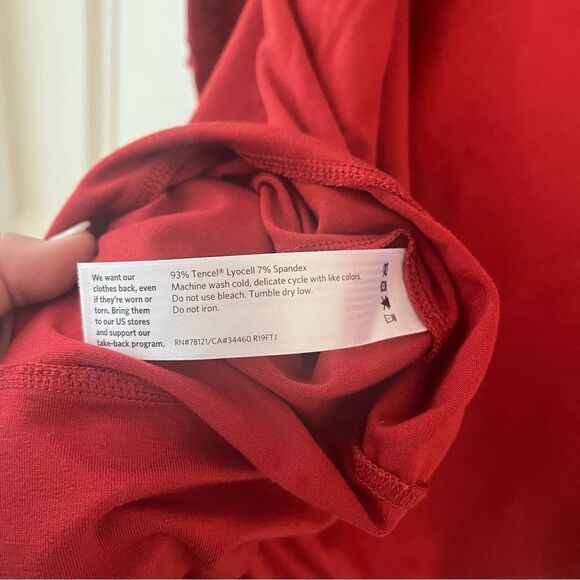 We want our
clothes back, even
if they're worn or
torn. Bring them
to our US stores
and support our
take-back program.
93% Tencel® Lyocell 7% Spandex
Machine wash cold, delicate cycle with like colors.
Do not use bleach. Tumble dry low.
Do not iron.
RN#78121/CA#34460 R19FTJ